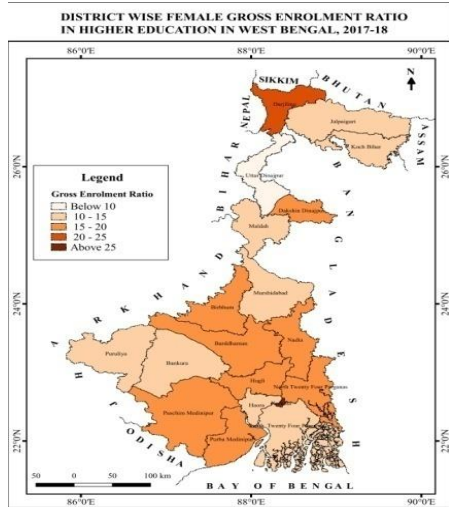 DISTRICT WISE FEMALE GROSS ENROLMENT RATIO
IN HIGHER EDUCATION IN WEST BENGAL, 2017-18
86°0'E
88°0'E
90°0'E
N
SIKKIM
BHUTAN
NEPAL
ASSAM
Darjiling
Jalpaiguri
Koch Bihar
26°0'N
26°0'N
BIHAR
BANGLADESH
Uttar Dinajpur
Dakshin Dinajpur
Maldah
Legend
Gross Enrolment Ratio
Below 10
10 - 15
15 - 20
20 - 25
Above 25
24°0'N
24°0'N
JHARKHAND
Murshidabad
Birbhum
Barddhaman
Nadia
Puruliya
Bankura
Hugli
North Twenty Four Parganas
Haora
Paschim Medinipur
Twenty Four
Purba Medinipur
22°0'N
22°0'N
ODISHA
50 0 50 100 km
BAY OF BENGAL
86°0'E
88°0'E
90°0'E